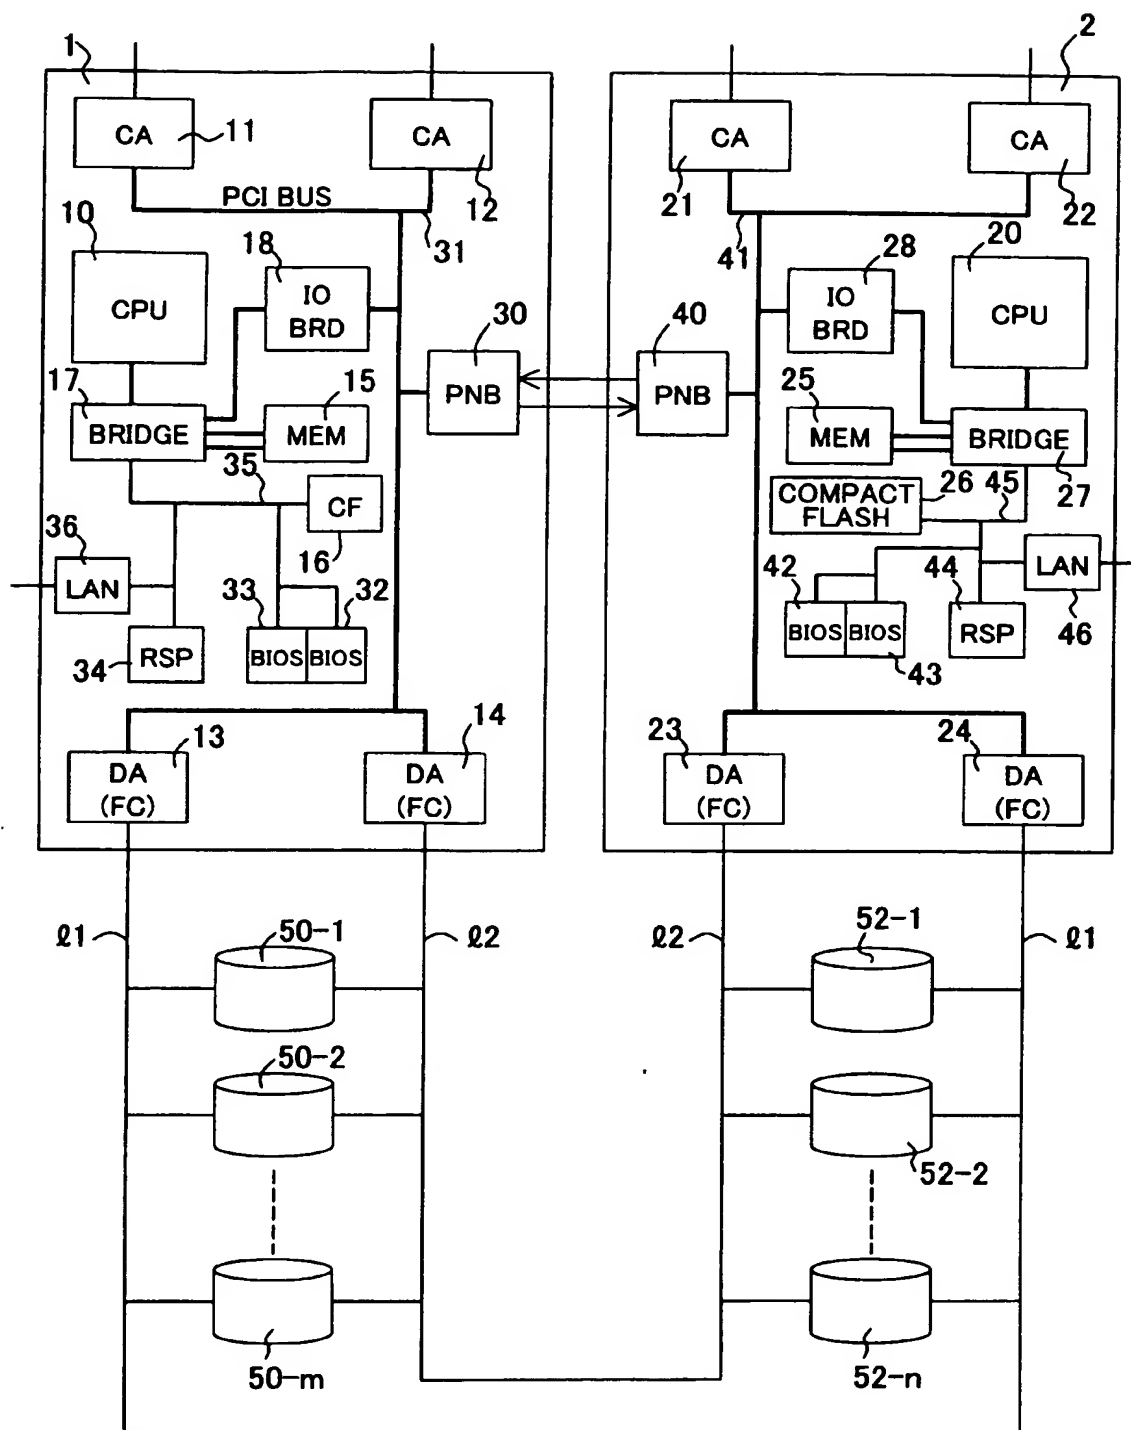 1
2
CA
11
CA
12
CA
21
CA
22
PCI BUS
31
41
10
CPU
18
IO
BRD
28
IO
BRD
20
CPU
30
PNB
40
PNB
17
BRIDGE
15
MEM
25
MEM
BRIDGE
27
35
CF
16
26
COMPACT
FLASH
45
36
LAN
34
RSP
33
32
BIOS
BIOS
42
BIOS
BIOS
43
44
RSP
LAN
46
13
DA
(FC)
14
DA
(FC)
23
DA
(FC)
24
DA
(FC)
ℓ1
50-1
ℓ2
ℓ2
52-1
ℓ1
50-2
52-2
50-m
52-n